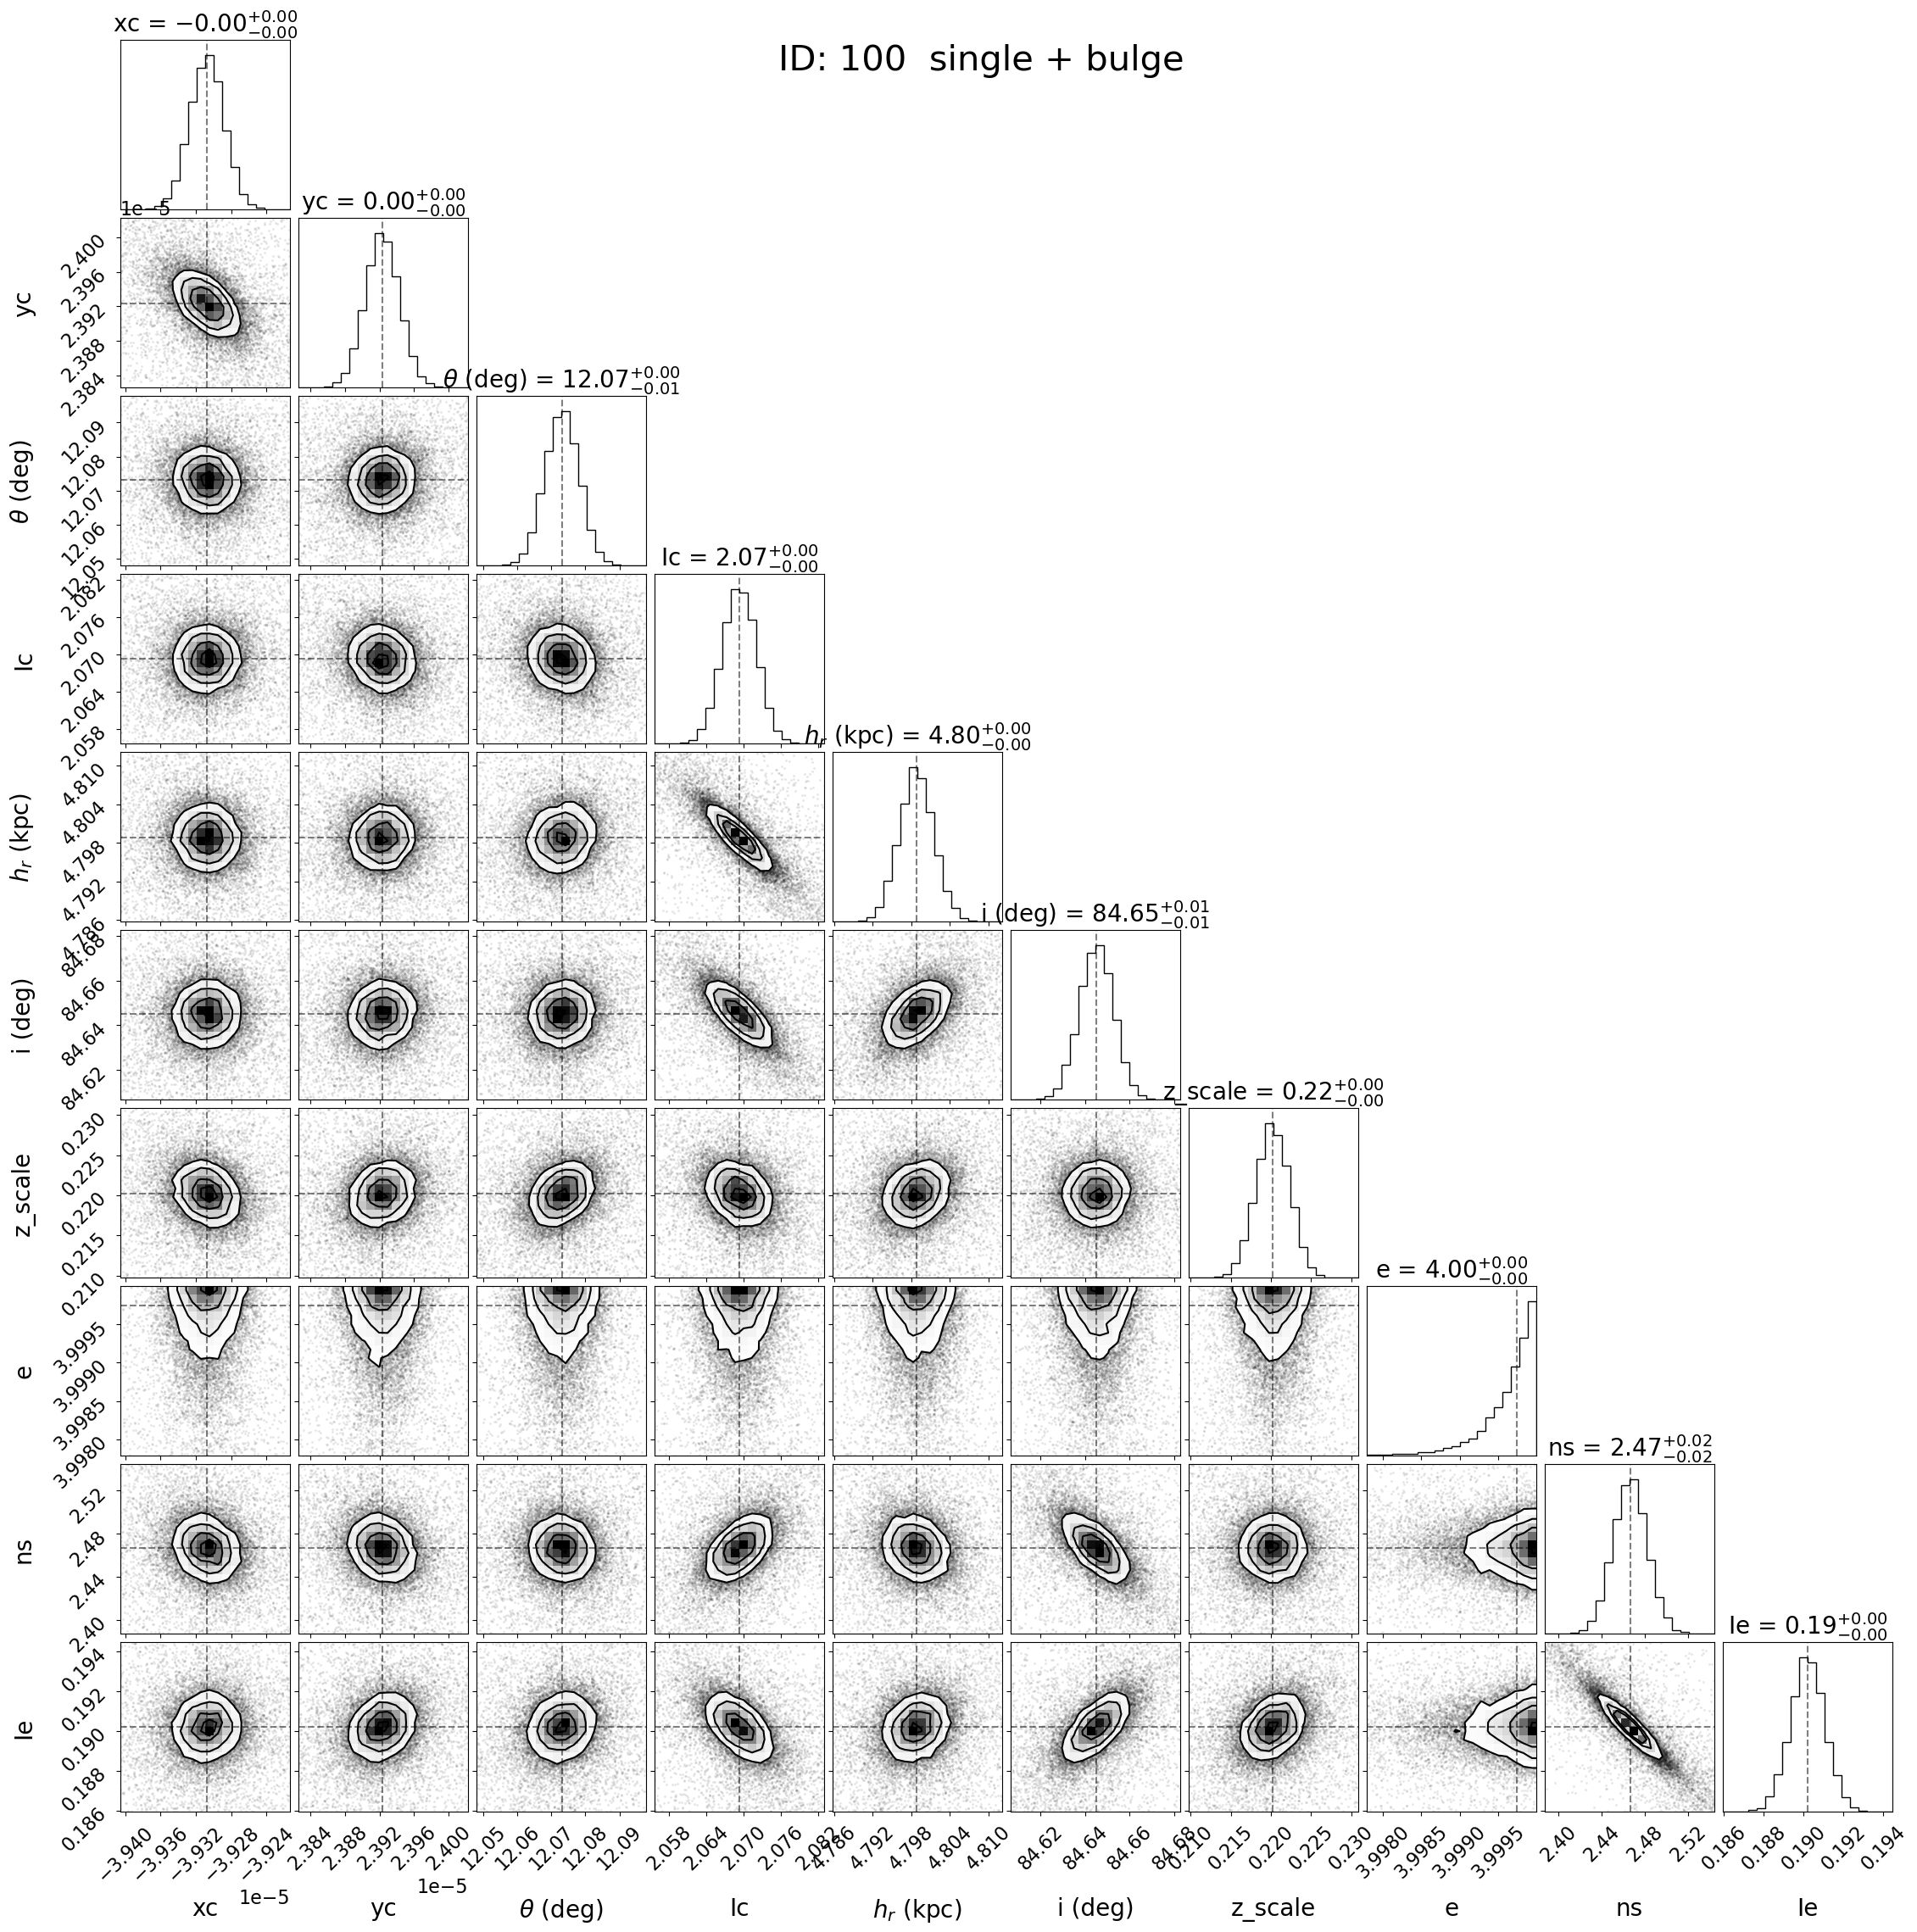 xc = −0.00 +0.00 −0.00
ID: 100 single + bulge
1e−5
yc = 0.00 +0.00 −0.00
yc
2.400
2.396
2.392
2.388
2.384
θ (deg) = 12.07 +0.00 −0.01
θ (deg)
12.09
12.08
12.07
12.06
12.05
Ic = 2.07 +0.00 −0.00
Ic
2.082
2.076
2.070
2.064
2.058
h_r (kpc) = 4.80 +0.00 −0.00
h_r (kpc)
4.810
4.804
4.798
4.792
4.786
i (deg) = 84.65 +0.01 −0.01
i (deg)
84.68
84.66
84.64
84.62
z_scale = 0.22 +0.00 −0.00
z_scale
0.230
0.225
0.220
0.215
0.210
e = 4.00 +0.00 −0.00
e
3.9995
3.9990
3.9985
3.9980
ns = 2.47 +0.02 −0.02
ns
2.52
2.48
2.44
2.40
Ie = 0.19 +0.00 −0.00
Ie
0.194
0.192
0.190
0.188
0.186
−3.940 −3.936 −3.932 −3.928 −3.924 2.384 2.388 2.392 2.396 2.400 12.05 12.06 12.07 12.08 12.09 2.058 2.064 2.070 2.076 2.082 4.786 4.792 4.798 4.804 4.810 84.62 84.64 84.66 84.68 0.210 0.215 0.220 0.225 0.230 3.9980 3.9985 3.9990 3.9995 2.40 2.44 2.48 2.52 0.186 0.188 0.190 0.192 0.194
1e−5 1e−5
xc yc θ (deg) Ic h_r (kpc) i (deg) z_scale e ns Ie